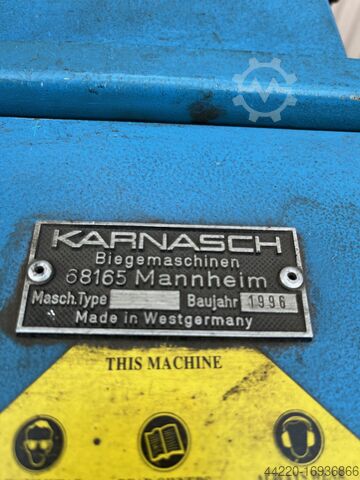 KARNASCH
Biegemaschinen
68165 Mannheim
Masch.Type Baujahr 1996
Made in Westgermany
THIS MACHINE
44220-16936866